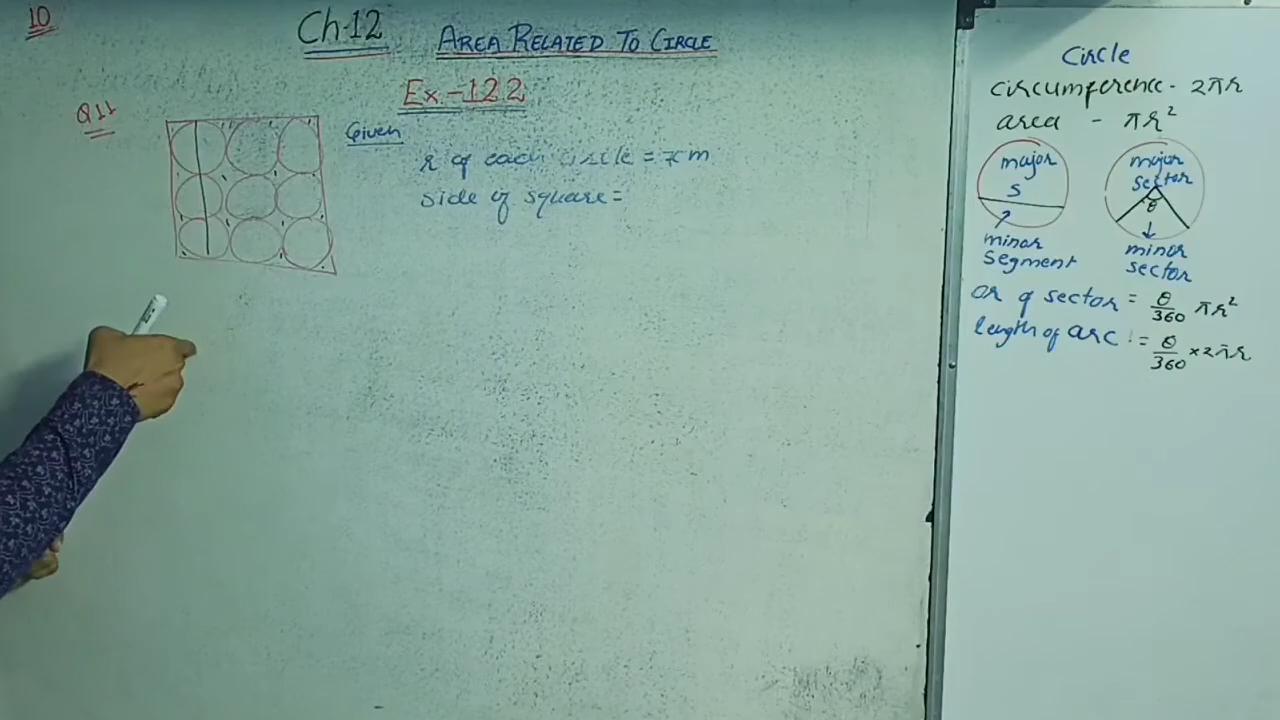 10
Ch-12 AREA RELATED TO CIRCLE
Ex-12.2
Q11
Given
r of each circle = 7 cm
side of square =
Circle
circumference - 2πr
area - πr²
major
S
minor
segment
major
sector
θ
minor
sector
ar of sector = θ/360 πr²
length of arc = θ/360 × 2πr